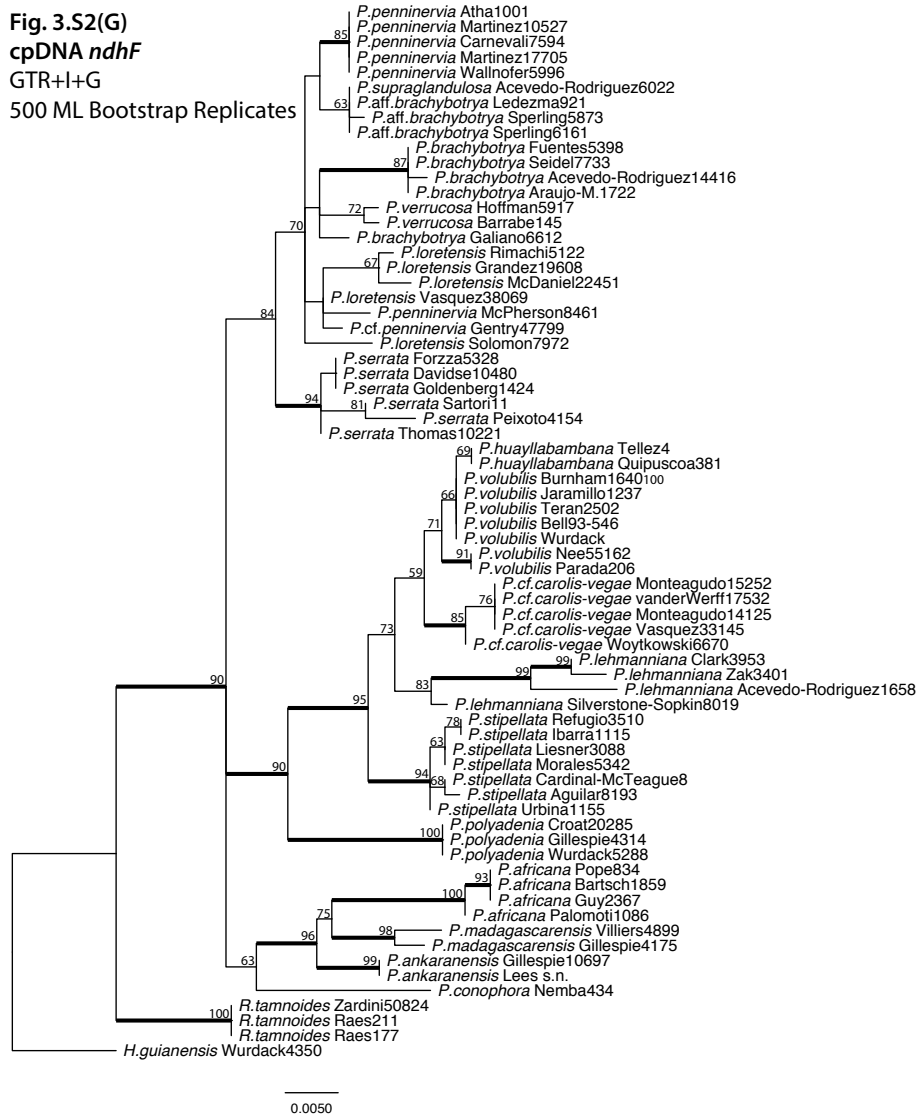 Fig. 3.S2(G)
cpDNA ndhF
GTR+I+G
500 ML Bootstrap Replicates
85
P.penninervia Atha1001
P.penninervia Martinez10527
P.penninervia Carnevali7594
P.penninervia Martinez17705
P.penninervia Wallnofer5996
63
P.supraglandulosa Acevedo-Rodriguez6022
P.aff.brachybotrya Ledezma921
P.aff.brachybotrya Sperling5873
P.aff.brachybotrya Sperling6161
87
P.brachybotrya Fuentes5398
P.brachybotrya Seidel7733
P.brachybotrya Acevedo-Rodriguez14416
P.brachybotrya Araujo-M.1722
72
P.verrucosa Hoffman5917
P.verrucosa Barrabe145
70
P.brachybotrya Galiano6612
67
P.loretensis Rimachi5122
P.loretensis Grandez19608
P.loretensis McDaniel22451
P.loretensis Vasquez38069
84
P.penninervia McPherson8461
P.cf.penninervia Gentry47799
P.loretensis Solomon7972
P.serrata Forzza5328
P.serrata Davidse10480
P.serrata Goldenberg1424
94
81
P.serrata Sartori11
P.serrata Peixoto4154
P.serrata Thomas10221
69
P.huayllabambana Tellez4
P.huayllabambana Quipuscoa381
66
P.volubilis Burnham1640100
P.volubilis Jaramillo1237
P.volubilis Teran2502
71
P.volubilis Bell93-546
P.volubilis Wurdack
91
P.volubilis Nee55162
P.volubilis Parada206
59
P.cf.carolis-vegae Monteagudo15252
76
P.cf.carolis-vegae vanderWerff17532
P.cf.carolis-vegae Monteagudo14125
85
P.cf.carolis-vegae Vasquez33145
P.cf.carolis-vegae Woytkowski6670
73
99
P.lehmanniana Clark3953
99
P.lehmanniana Zak3401
P.lehmanniana Acevedo-Rodriguez1658
83
P.lehmanniana Silverstone-Sopkin8019
90
95
78
P.stipellata Refugio3510
P.stipellata Ibarra1115
63
P.stipellata Liesner3088
P.stipellata Morales5342
90
94
68
P.stipellata Cardinal-McTeague8
P.stipellata Aguilar8193
P.stipellata Urbina1155
100
P.polyadenia Croat20285
P.polyadenia Gillespie4314
P.polyadenia Wurdack5288
93
P.africana Pope834
P.africana Bartsch1859
100
P.africana Guy2367
P.africana Palomoti1086
75
98
P.madagascarensis Villiers4899
P.madagascarensis Gillespie4175
96
99
P.ankaranensis Gillespie10697
P.ankaranensis Lees s.n.
63
P.conophora Nemba434
100
R.tamnoides Zardini50824
R.tamnoides Raes211
R.tamnoides Raes177
H.guianensis Wurdack4350
0.0050